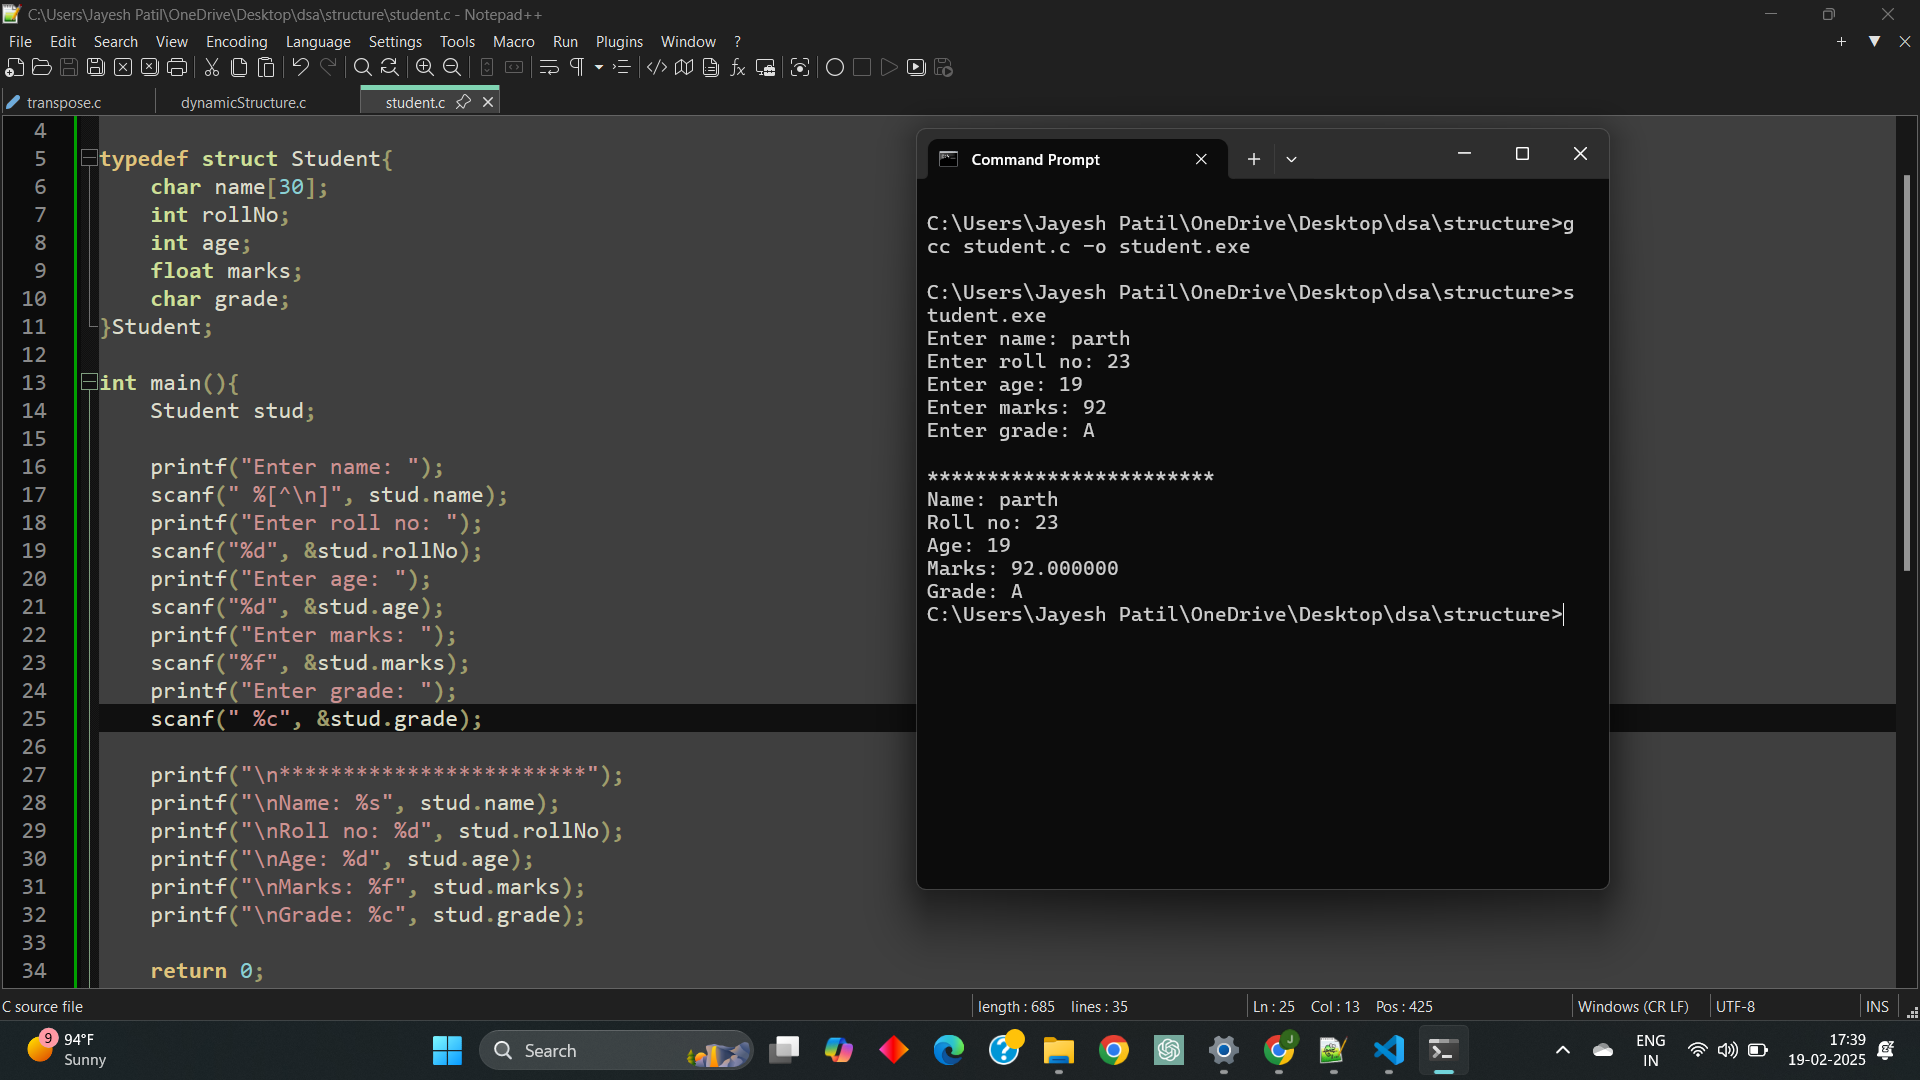 C:\Users\Jayesh Patil\OneDrive\Desktop\dsa\structure\student.c - Notepad++
File Edit Search View Encoding Language Settings Tools Macro Run Plugins Window ?
transpose.c dynamicStructure.c student.c
4
5 typedef struct Student{
6 char name[30];
7 int rollNo;
8 int age;
9 float marks;
10 char grade;
11 }Student;
12
13 int main(){
14 Student stud;
15
16 printf("Enter name: ");
17 scanf(" %[^\n]", stud.name);
18 printf("Enter roll no: ");
19 scanf("%d", &stud.rollNo);
20 printf("Enter age: ");
21 scanf("%d", &stud.age);
22 printf("Enter marks: ");
23 scanf("%f", &stud.marks);
24 printf("Enter grade: ");
25 scanf(" %c", &stud.grade);
26
27 printf("\n************************");
28 printf("\nName: %s", stud.name);
29 printf("\nRoll no: %d", stud.rollNo);
30 printf("\nAge: %d", stud.age);
31 printf("\nMarks: %f", stud.marks);
32 printf("\nGrade: %c", stud.grade);
33
34 return 0;
Command Prompt
C:\Users\Jayesh Patil\OneDrive\Desktop\dsa\structure>g
cc student.c -o student.exe
C:\Users\Jayesh Patil\OneDrive\Desktop\dsa\structure>s
tudent.exe
Enter name: parth
Enter roll no: 23
Enter age: 19
Enter marks: 92
Enter grade: A
************************
Name: parth
Roll no: 23
Age: 19
Marks: 92.000000
Grade: A
C:\Users\Jayesh Patil\OneDrive\Desktop\dsa\structure>
C source file length : 685 lines : 35 Ln : 25 Col : 13 Pos : 425 Windows (CR LF) UTF-8 INS
9 94°F
Sunny
Search
J
ENG
IN
17:39
19-02-2025